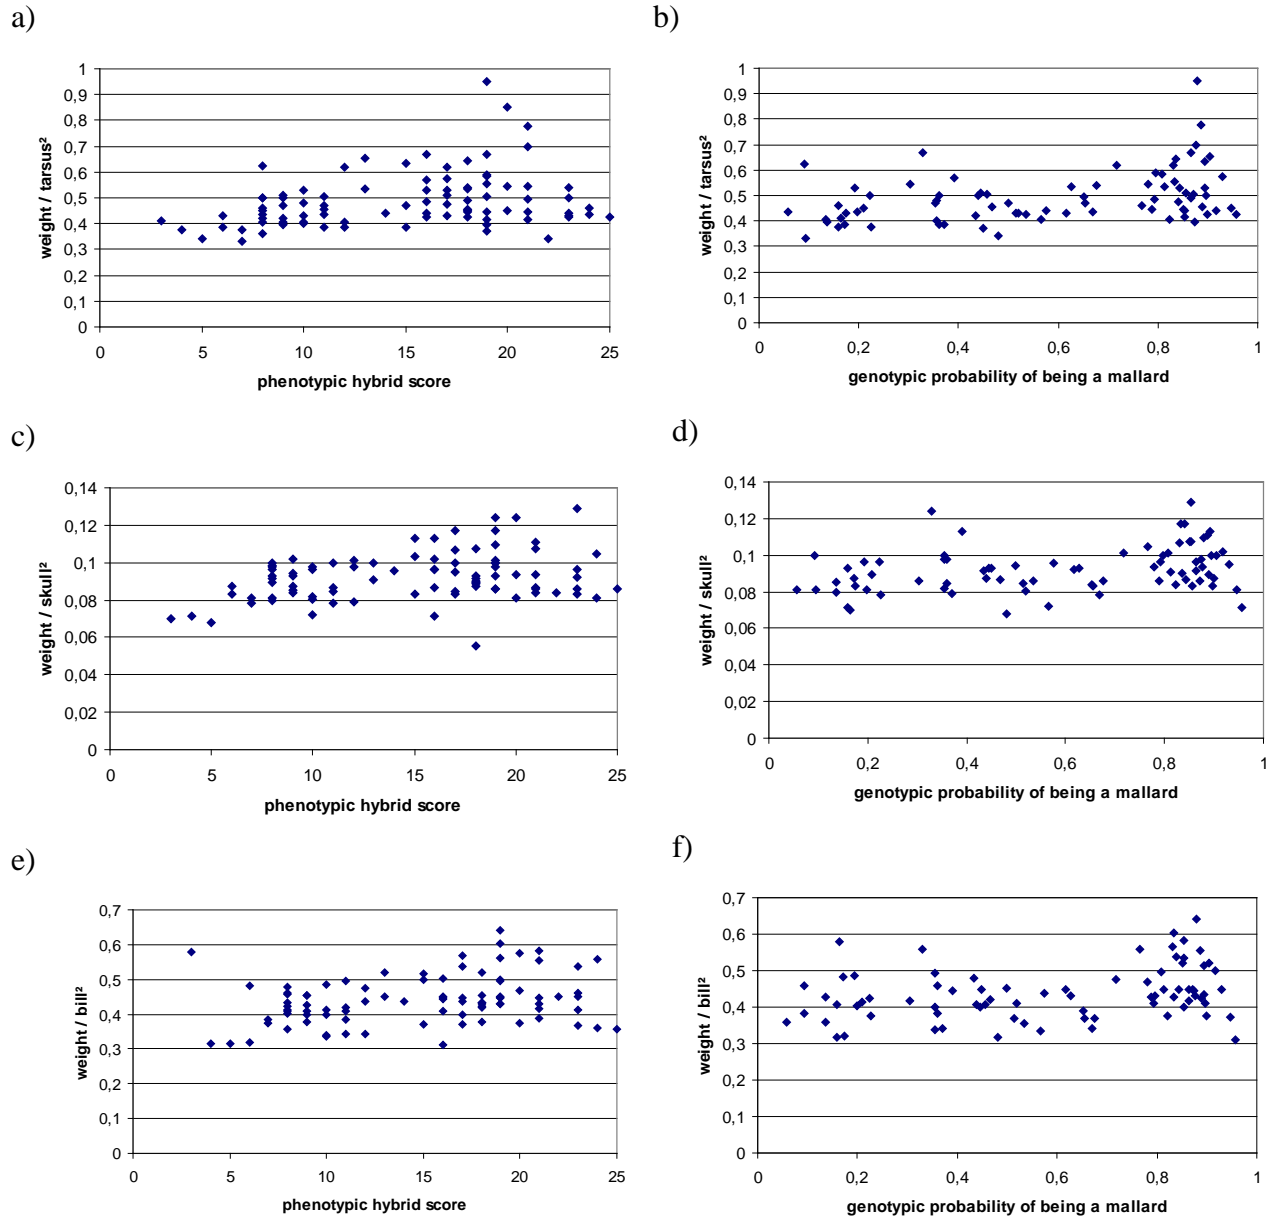 a)
1
0,9
0,8
0,7
0,6
0,5
0,4
0,3
0,2
0,1
0
weight / tarsus²
0 5 10 15 20 25
phenotypic hybrid score
b)
1
0,9
0,8
0,7
0,6
0,5
0,4
0,3
0,2
0,1
0
weight / tarsus²
0 0,2 0,4 0,6 0,8 1
genotypic probability of being a mallard
c)
0,14
0,12
0,1
0,08
0,06
0,04
0,02
0
weight / skull²
0 5 10 15 20 25
phenotypic hybrid score
d)
0,14
0,12
0,1
0,08
0,06
0,04
0,02
0
weight / skull²
0 0,2 0,4 0,6 0,8 1
genotypic probability of being a mallard
e)
0,7
0,6
0,5
0,4
0,3
0,2
0,1
0
weight / bill²
0 5 10 15 20 25
phenotypic hybrid score
f)
0,7
0,6
0,5
0,4
0,3
0,2
0,1
0
weight / bill²
0 0,2 0,4 0,6 0,8 1
genotypic probability of being a mallard